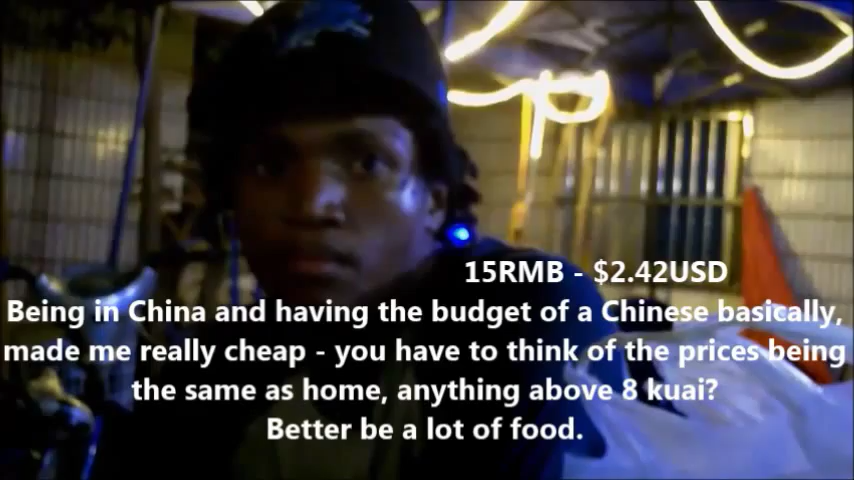 15RMB - $2.42USD
Being in China and having the budget of a Chinese basically,
made me really cheap - you have to think of the prices being
the same as home, anything above 8 kuai?
Better be a lot of food.